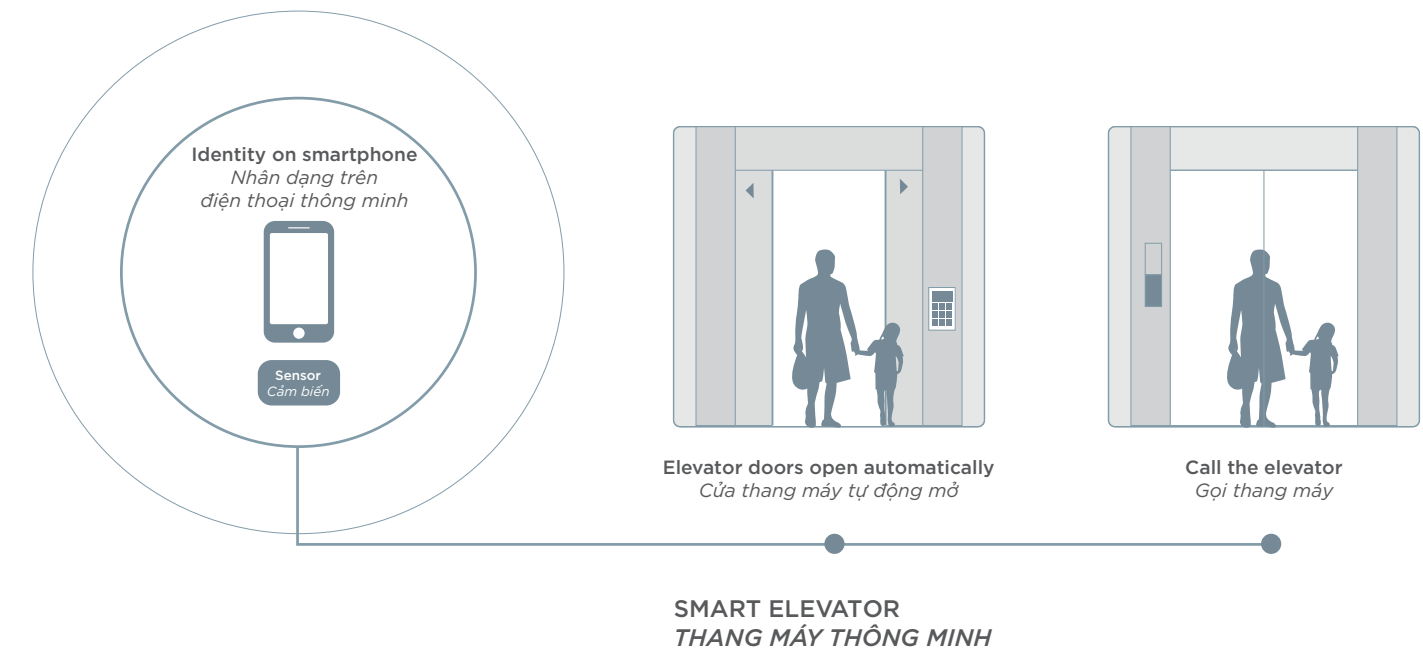 Identity on smartphone
Nhân dạng trên
điện thoại thông minh
Sensor
Cảm biến
Elevator doors open automatically
Cửa thang máy tự động mở
Call the elevator
Gọi thang máy
SMART ELEVATOR
THANG MÁY THÔNG MINH